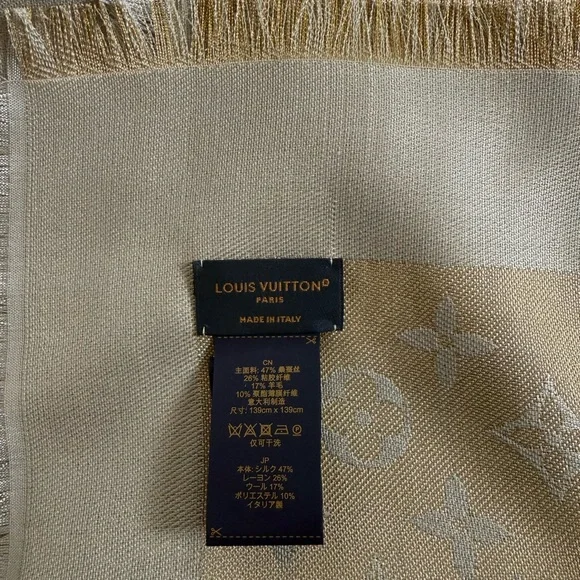 LOUIS VUITTON
PARIS
MADE IN ITALY
CN
主面料: 47% 桑蚕丝
26% 粘胶纤维
17% 羊毛
10% 聚酯薄膜纤维
意大利制造
尺寸: 139cm x 139cm
仅可干洗
JP
本体: シルク 47%
レーヨン 26%
ウール 17%
ポリエステル 10%
イタリア製